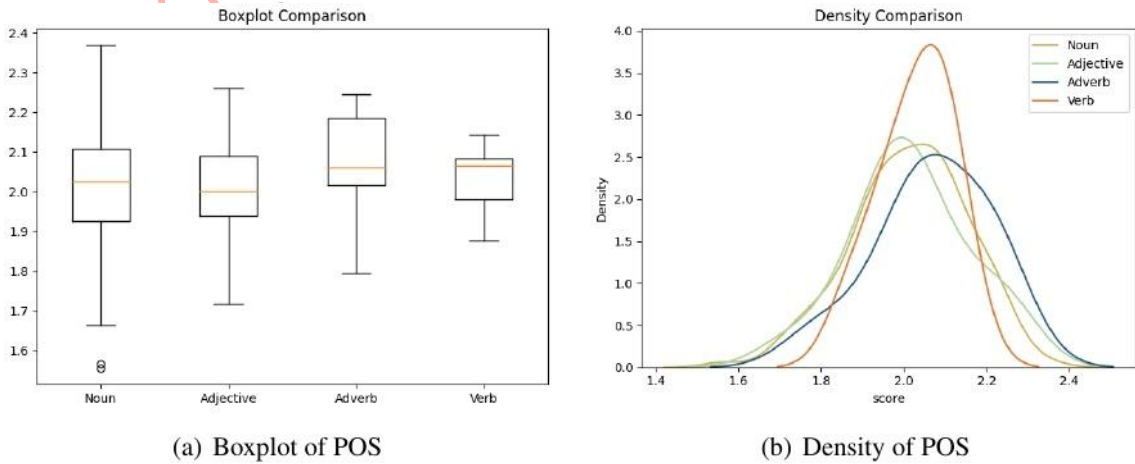 Boxplot Comparison
2.4
2.3
2.2
2.1
2.0
1.9
1.8
1.7
1.6
Noun Adjective Adverb Verb
(a) Boxplot of POS
Density Comparison
4.0
3.5
3.0
2.5
2.0
1.5
1.0
0.5
0.0
Density
Noun
Adjective
Adverb
Verb
1.4 1.6 1.8 2.0 2.2 2.4
score
(b) Density of POS